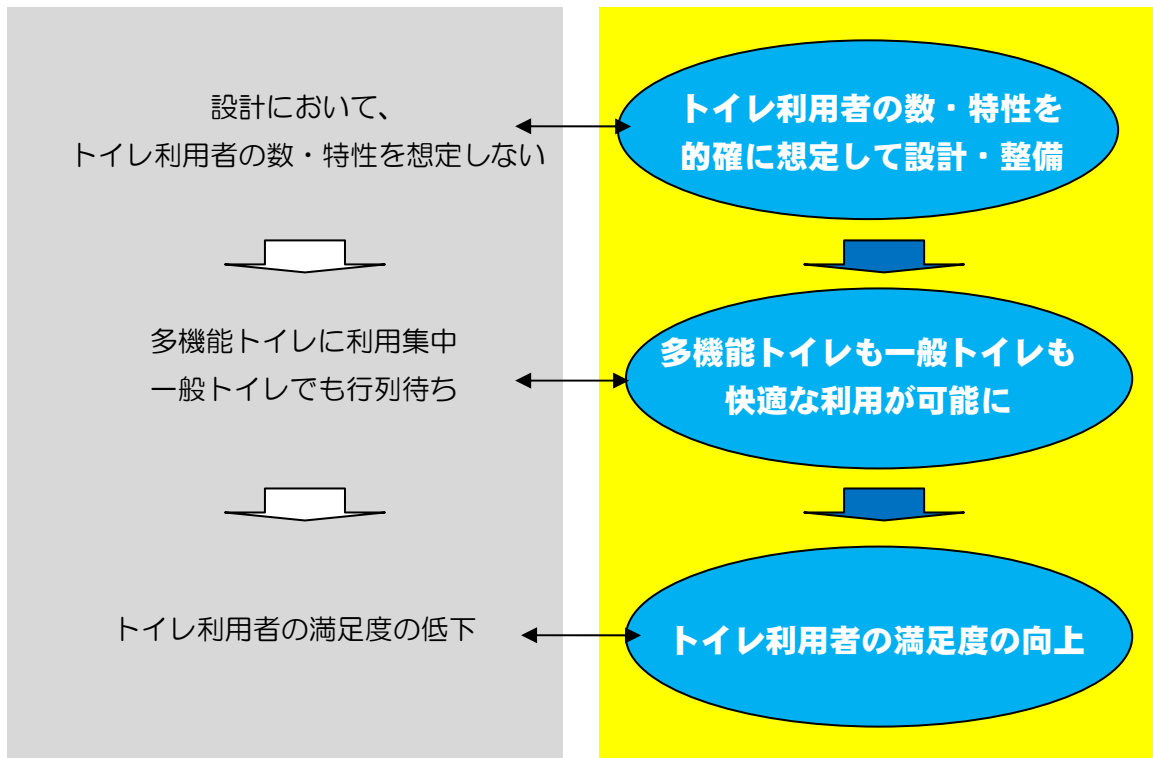 設計において、
トイレ利用者の数・特性を想定しない
多機能トイレに利用集中
一般トイレでも行列待ち
トイレ利用者の満足度の低下
トイレ利用者の数・特性を
的確に想定して設計・整備
多機能トイレも一般トイレも
快適な利用が可能に
トイレ利用者の満足度の向上